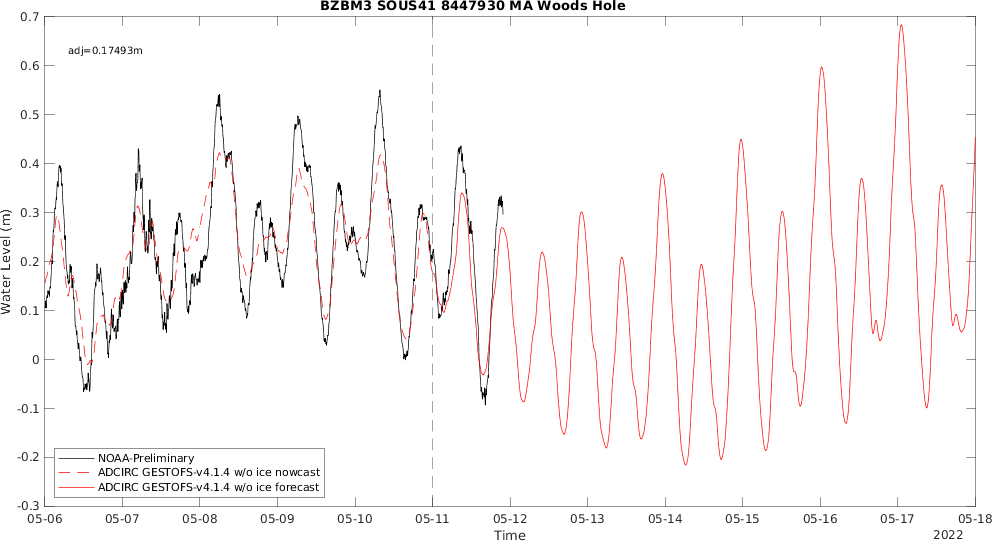 BZBM3 SOUS41 8447930 MA Woods Hole
adj=0.17493m
Water Level (m)
0.7
0.6
0.5
0.4
0.3
0.2
0.1
0
-0.1
-0.2
-0.3
NOAA-Preliminary
ADCIRC GESTOFS-v4.1.4 w/o ice nowcast
ADCIRC GESTOFS-v4.1.4 w/o ice forecast
05-06 05-07 05-08 05-09 05-10 05-11 05-12 05-13 05-14 05-15 05-16 05-17 05-18
Time
2022